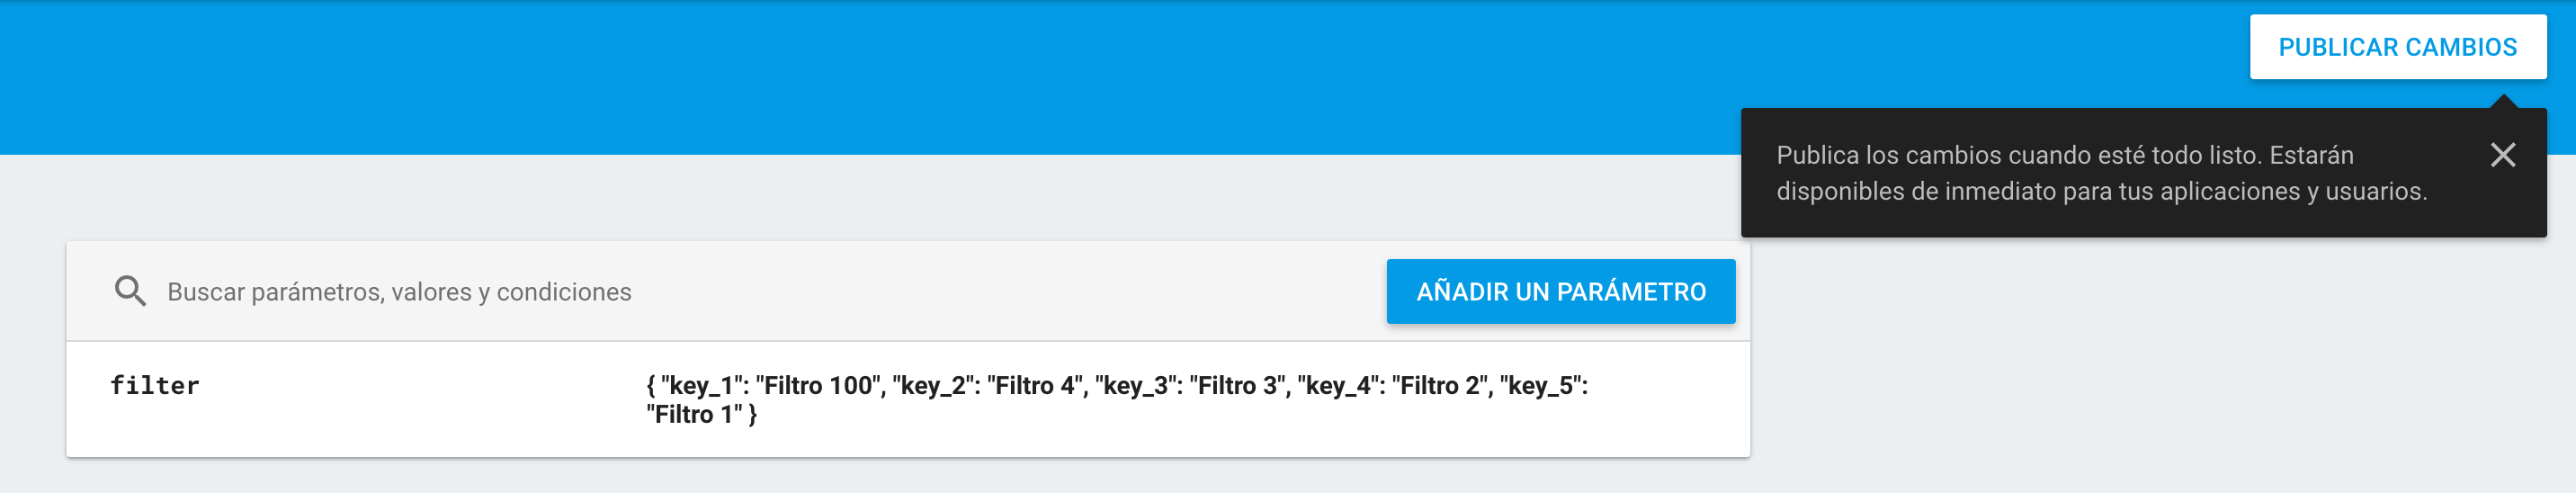 PUBLICAR CAMBIOS
Publica los cambios cuando esté todo listo. Estarán
disponibles de inmediato para tus aplicaciones y usuarios.
Buscar parámetros, valores y condiciones
AÑADIR UN PARÁMETRO
filter
{ "key_1": "Filtro 100", "key_2": "Filtro 4", "key_3": "Filtro 3", "key_4": "Filtro 2", "key_5":
"Filtro 1" }